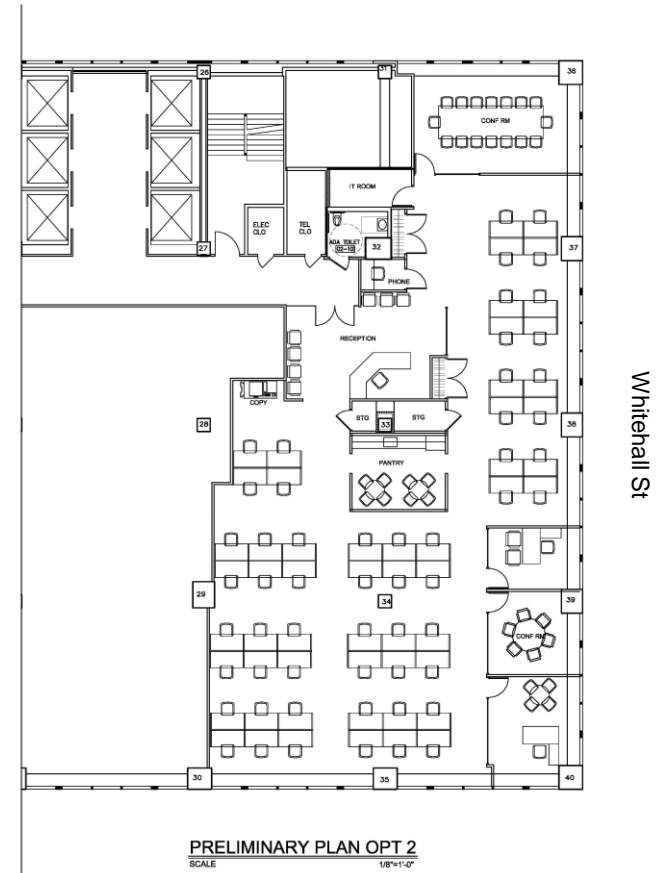 26
31
36
CONF RM
IT ROOM
ELEC
CLO
TEL
CLO
ADA TOILET
02-10
32
27
37
PHONE
RECEPTION
COPY
STG
33
STG
28
38
PANTRY
Whitehall St
29
34
39
CONF RM
30
35
40
PRELIMINARY PLAN OPT 2
SCALE
1/8"=1'-0"